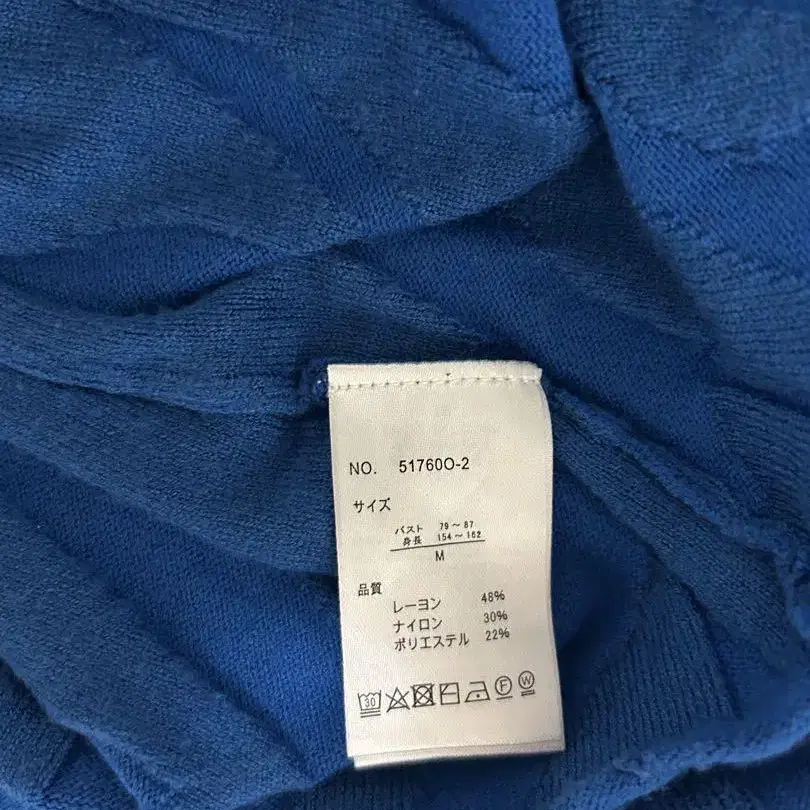 NO. 51760O-2
サイズ
バスト 79～87
身長 154～162
M
品質
レーヨン 48%
ナイロン 30%
ポリエステル 22%
30 F W